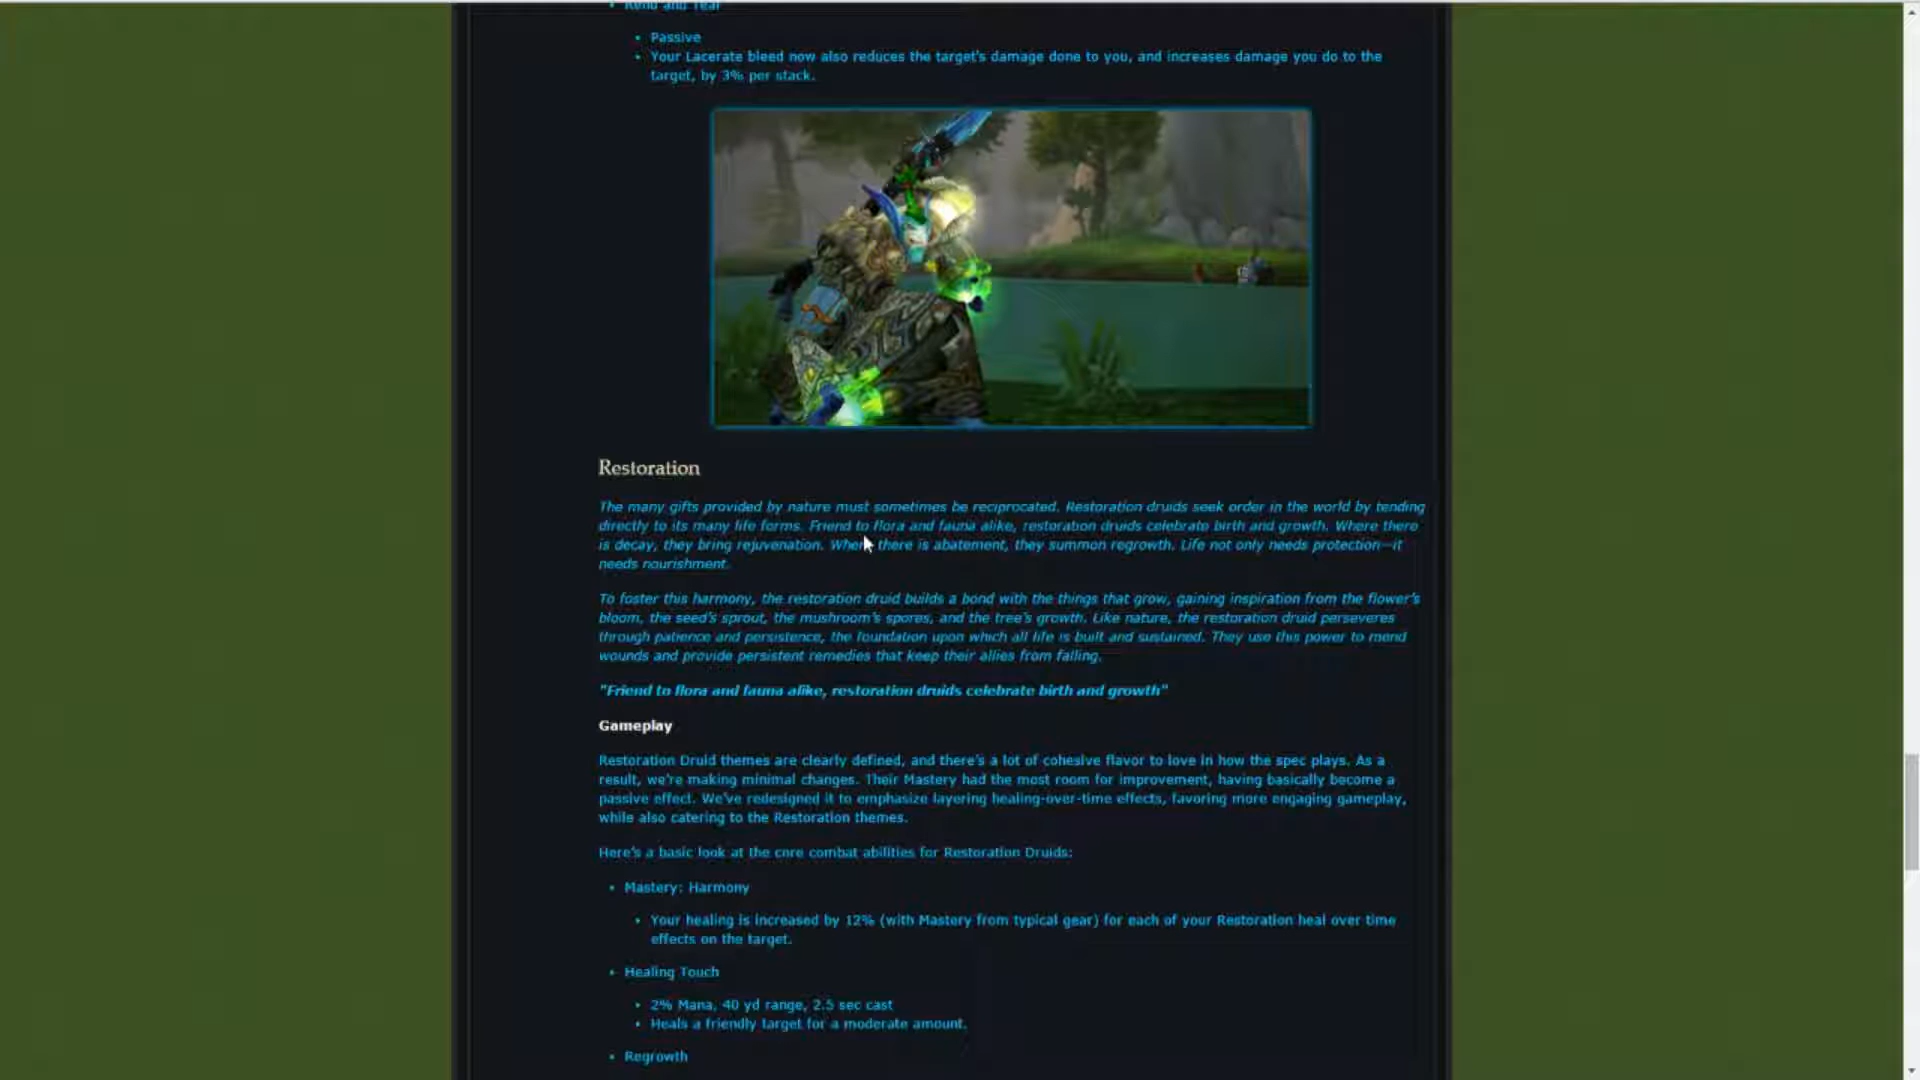 Rend and Tear
Passive
Your Lacerate bleed now also reduces the target's damage done to you, and increases damage you do to the
target, by 3% per stack.
Restoration
The many gifts provided by nature must sometimes be reciprocated. Restoration druids seek order in the world by tending
directly to its many life forms. Friend to flora and fauna alike, restoration druids celebrate birth and growth. Where there
is decay, they bring rejuvenation. Where there is abatement, they summon regrowth. Life not only needs protection—it
needs nourishment.
To foster this harmony, the restoration druid builds a bond with the things that grow, gaining inspiration from the flower's
bloom, the seed's sprout, the mushroom's spores, and the tree's growth. Like nature, the restoration druid perseveres
through patience and persistence, the foundation upon which all life is built and sustained. They use this power to mend
wounds and provide persistent remedies that keep their allies from falling.
"Friend to flora and fauna alike, restoration druids celebrate birth and growth"
Gameplay
Restoration Druid themes are clearly defined, and there's a lot of cohesive flavor to love in how the spec plays. As a
result, we're making minimal changes. Their Mastery had the most room for improvement, having basically become a
passive effect. We've redesigned it to emphasize layering healing-over-time effects, favoring more engaging gameplay,
while also catering to the Restoration themes.
Here's a basic look at the core combat abilities for Restoration Druids:
Mastery: Harmony
Your healing is increased by 12% (with Mastery from typical gear) for each of your Restoration heal over time
effects on the target.
Healing Touch
2% Mana, 40 yd range, 2.5 sec cast
Heals a friendly target for a moderate amount.
Regrowth